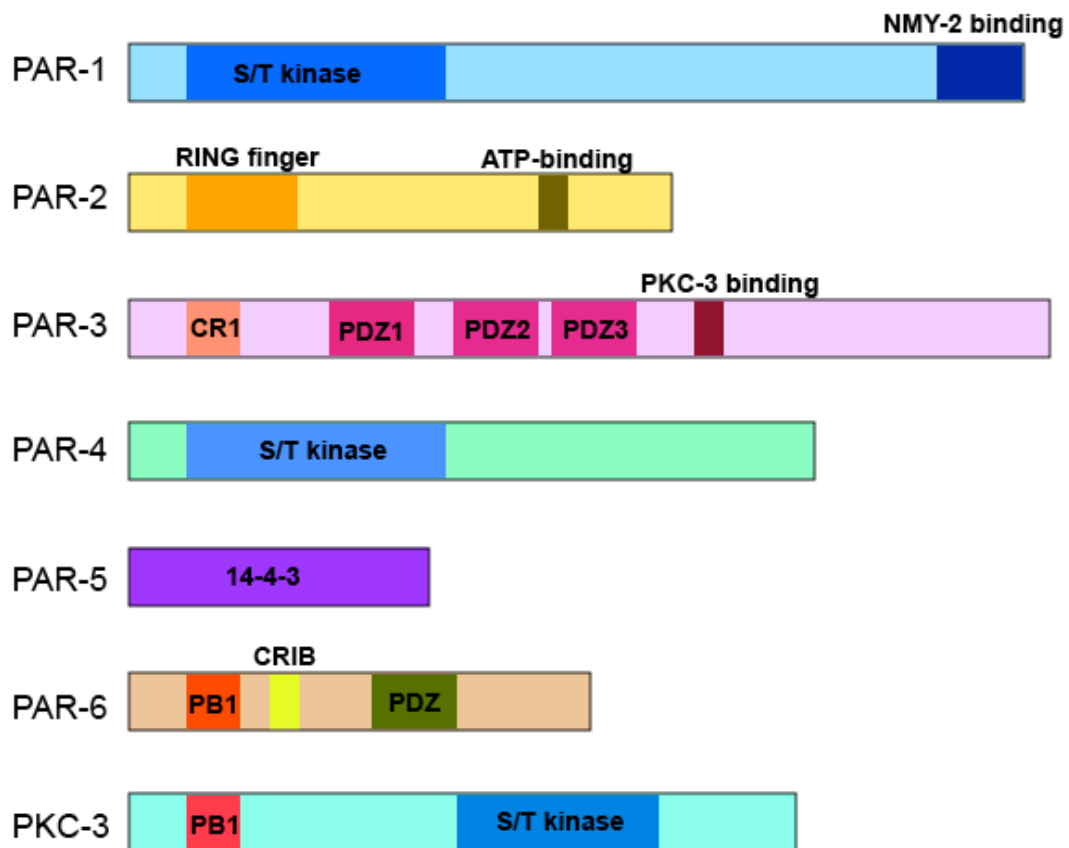 NMY-2 binding
PAR-1 S/T kinase
RING finger ATP-binding
PAR-2
PKC-3 binding
PAR-3 CR1 PDZ1 PDZ2 PDZ3
PAR-4 S/T kinase
PAR-5 14-4-3
CRIB
PAR-6 PB1 PDZ
PKC-3 PB1 S/T kinase